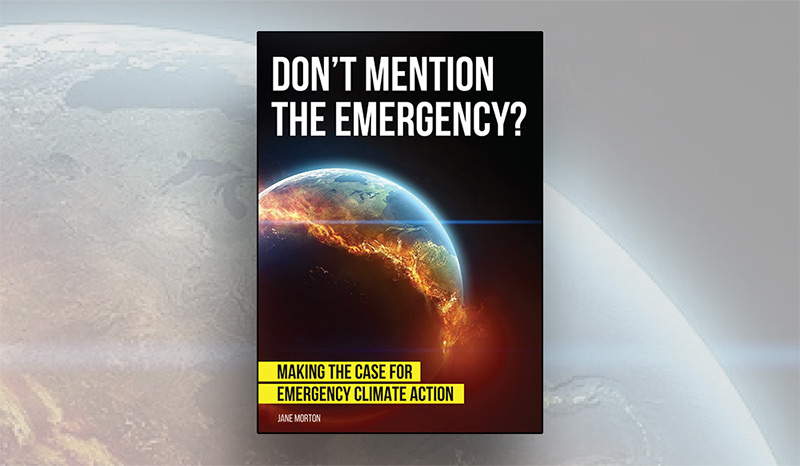 DON'T MENTION
THE EMERGENCY?
MAKING THE CASE FOR
EMERGENCY CLIMATE ACTION
JANE MORTON